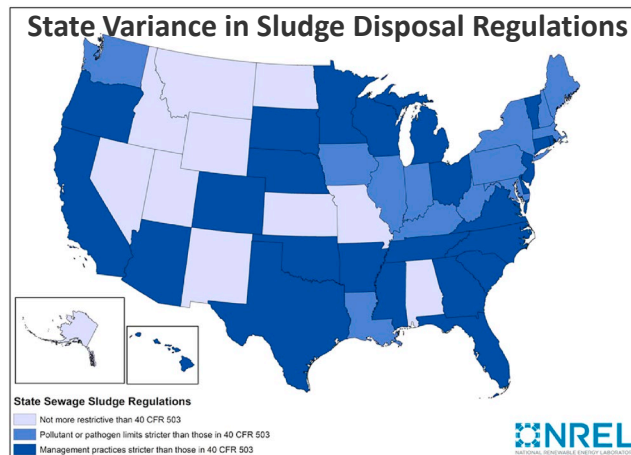 State Variance in Sludge Disposal Regulations
State Sewage Sludge Regulations
Not more restrictive than 40 CFR 503
Pollutant or pathogen limits stricter than those in 40 CFR 503
Management practices stricter than those in 40 CFR 503
NREL
NATIONAL RENEWABLE ENERGY LABORATORY